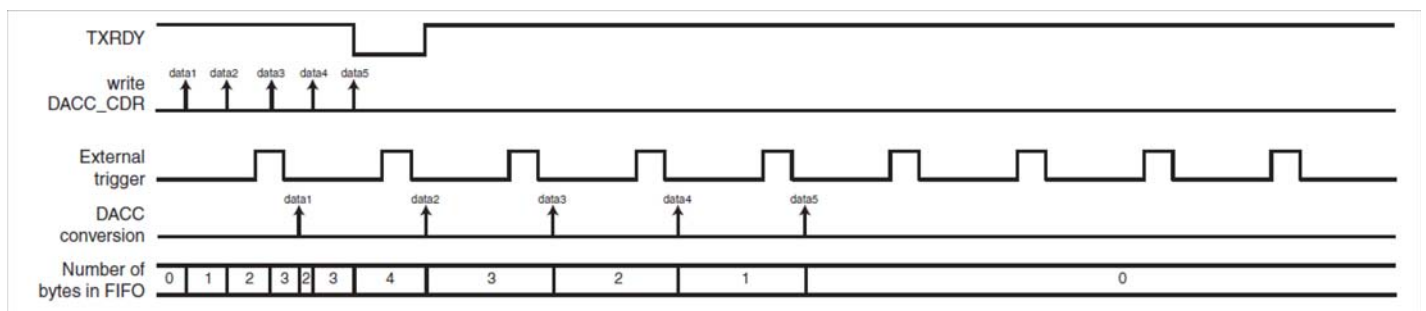 TXRDY
data1 data2 data3 data4 data5
write
DACC_CDR
External
trigger
data1 data2 data3 data4 data5
DACC
conversion
Number of
bytes in FIFO
0 1 2 3 2 3 4 3 2 1 0